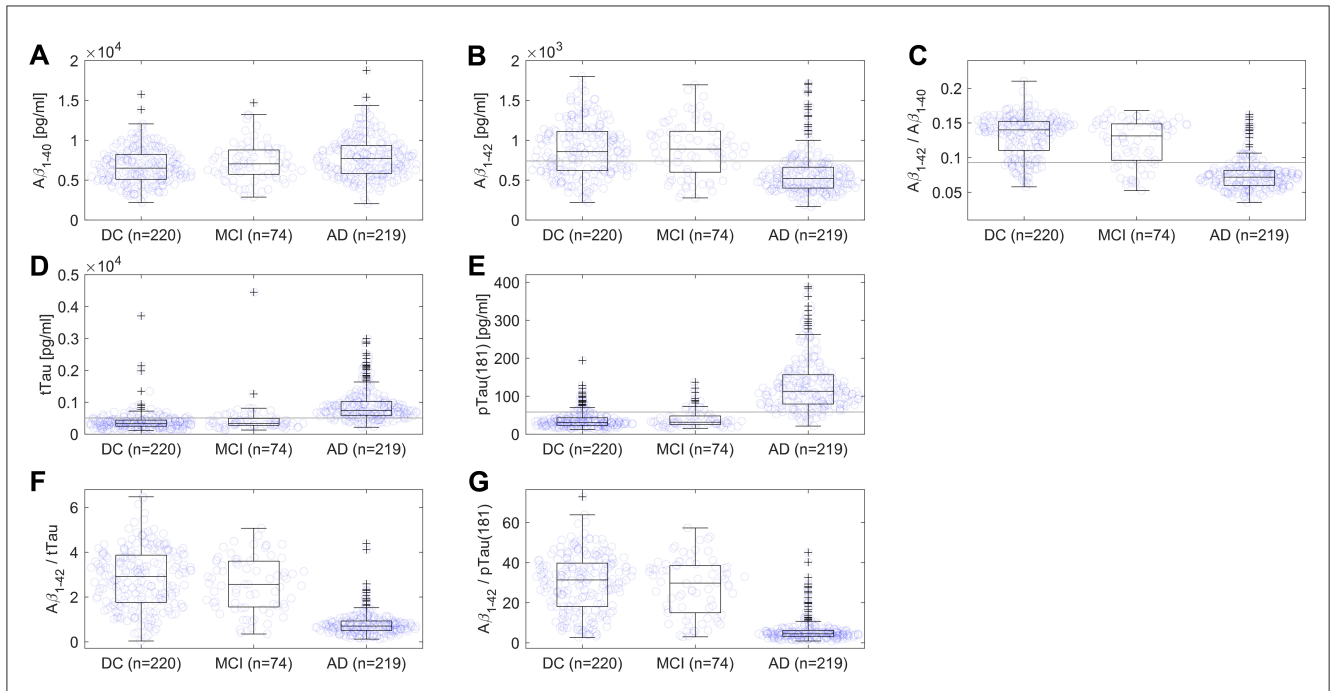 A
×10⁴
Aβ₁₋₄₀ [pg/ml]
2
1.5
1
0.5
0
DC (n=220) MCI (n=74) AD (n=219)
B
×10³
Aβ₁₋₄₂ [pg/ml]
2
1.5
1
0.5
0
DC (n=220) MCI (n=74) AD (n=219)
C
Aβ₁₋₄₂ / Aβ₁₋₄₀
0.2
0.15
0.1
0.05
DC (n=220) MCI (n=74) AD (n=219)
D
×10⁴
tTau [pg/ml]
0.5
0.4
0.3
0.2
0.1
0
DC (n=220) MCI (n=74) AD (n=219)
E
pTau(181) [pg/ml]
400
300
200
100
0
DC (n=220) MCI (n=74) AD (n=219)
F
Aβ₁₋₄₂ / tTau
6
4
2
0
DC (n=220) MCI (n=74) AD (n=219)
G
Aβ₁₋₄₂ / pTau(181)
60
40
20
0
DC (n=220) MCI (n=74) AD (n=219)